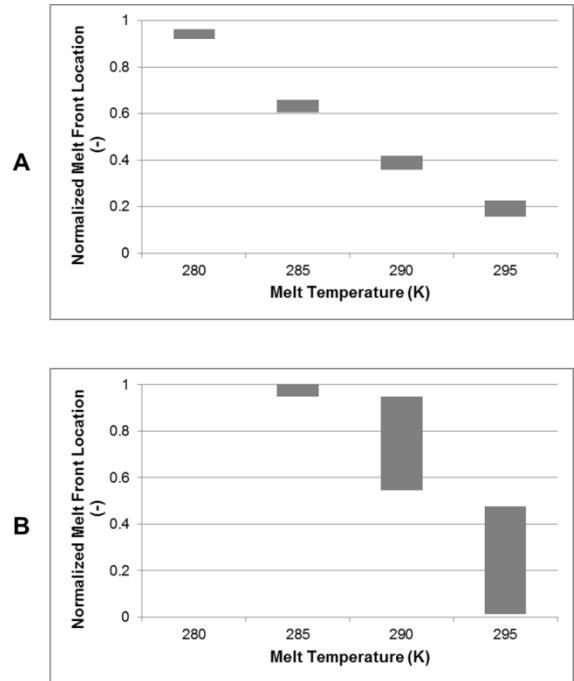 A
Normalized Melt Front Location
(-)
1
0.8
0.6
0.4
0.2
0
280 285 290 295
Melt Temperature (K)
B
Normalized Melt Front Location
(-)
1
0.8
0.6
0.4
0.2
0
280 285 290 295
Melt Temperature (K)